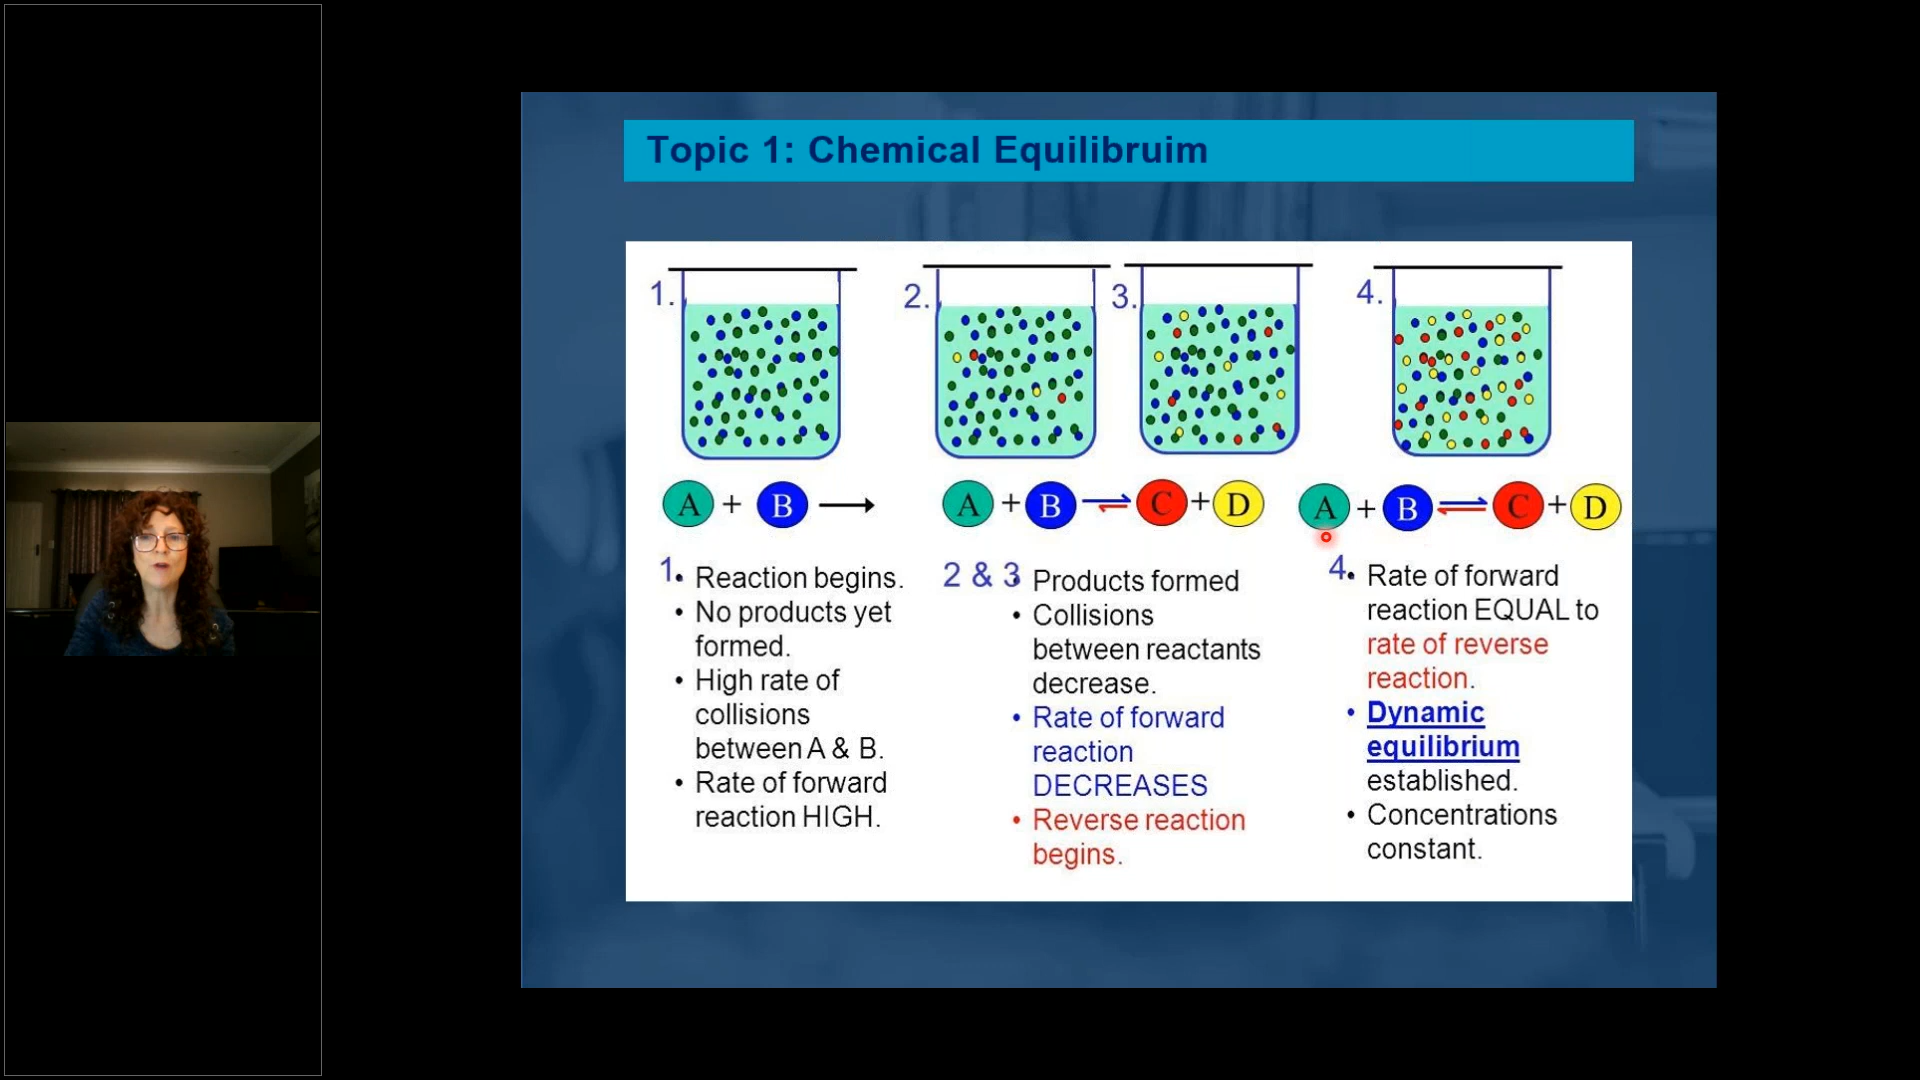 Topic 1: Chemical Equilibruim
1.
2.
3.
4.
A + B
A + B C + D
A + B C + D
1.
• Reaction begins.
• No products yet
formed.
• High rate of
collisions
between A & B.
• Rate of forward
reaction HIGH.
2 & 3
• Products formed
• Collisions
between reactants
decrease.
• Rate of forward
reaction
DECREASES
• Reverse reaction
begins.
4.
• Rate of forward
reaction EQUAL to
rate of reverse
reaction.
• Dynamic
equilibrium
established.
• Concentrations
constant.